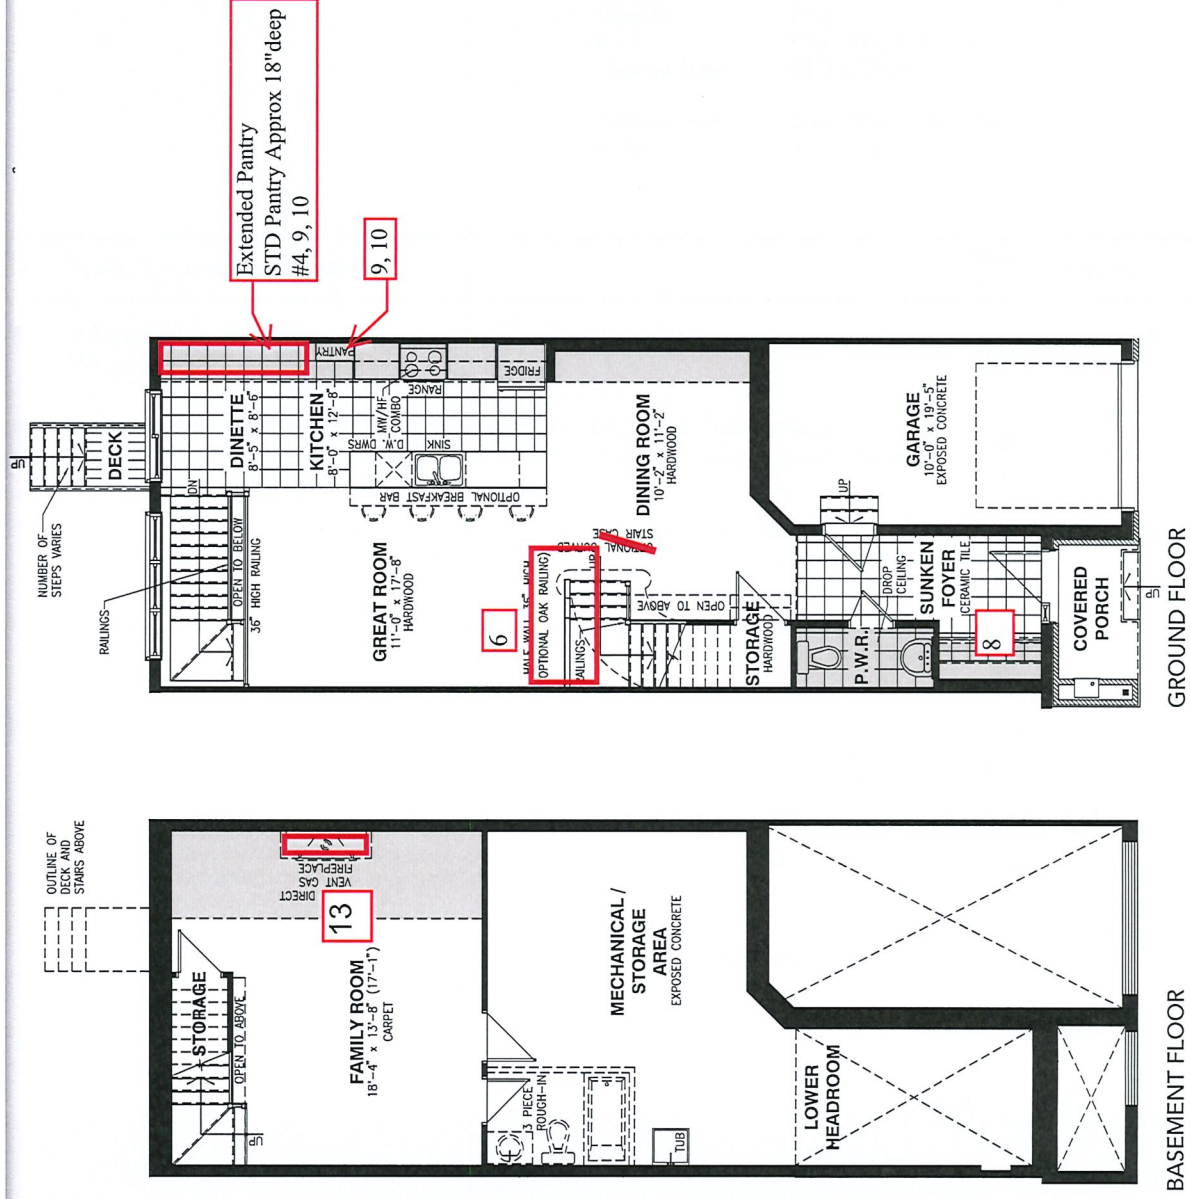 Extended Pantry
STD Pantry Approx 18"deep
#4, 9, 10
9, 10
NUMBER OF
STEPS VARIES
RAILINGS
UP
DECK
DN
OPEN TO BELOW
36" HIGH RAILING
DINETTE
8'-5" x 8'-6"
KITCHEN
8'-0" x 12'-8"
PANTRY
MW/HF
COMBO
RANGE
FRIDGE
D.W. DWRS
SINK
OPTIONAL BREAKFAST BAR
GREAT ROOM
11'-0" x 17'-8"
HARDWOOD
6
HALF WALL 36" HIGH
OPTIONAL OAK RAILING)
RAILINGS
UP
OPTIONAL CURVED
STAIR CASE
OPEN TO ABOVE
DINING ROOM
10'-2" x 11'-2"
HARDWOOD
STORAGE
HARDWOOD
GARAGE
10'-0" x 19'-5"
EXPOSED CONCRETE
UP
DROP
CEILING
P.W.R.
SUNKEN
FOYER
CERAMIC TILE
8
COVERED
PORCH
UP
GROUND FLOOR
OUTLINE OF
DECK AND
STAIRS ABOVE
STORAGE
OPEN TO ABOVE
UP
DIRECT
VENT GAS
FIREPLACE
13
FAMILY ROOM
18'-4" x 13'-8" (17'-1")
CARPET
3 PIECE
ROUGH-IN
TUB
MECHANICAL/
STORAGE
AREA
EXPOSED CONCRETE
LOWER
HEADROOM
BASEMENT FLOOR